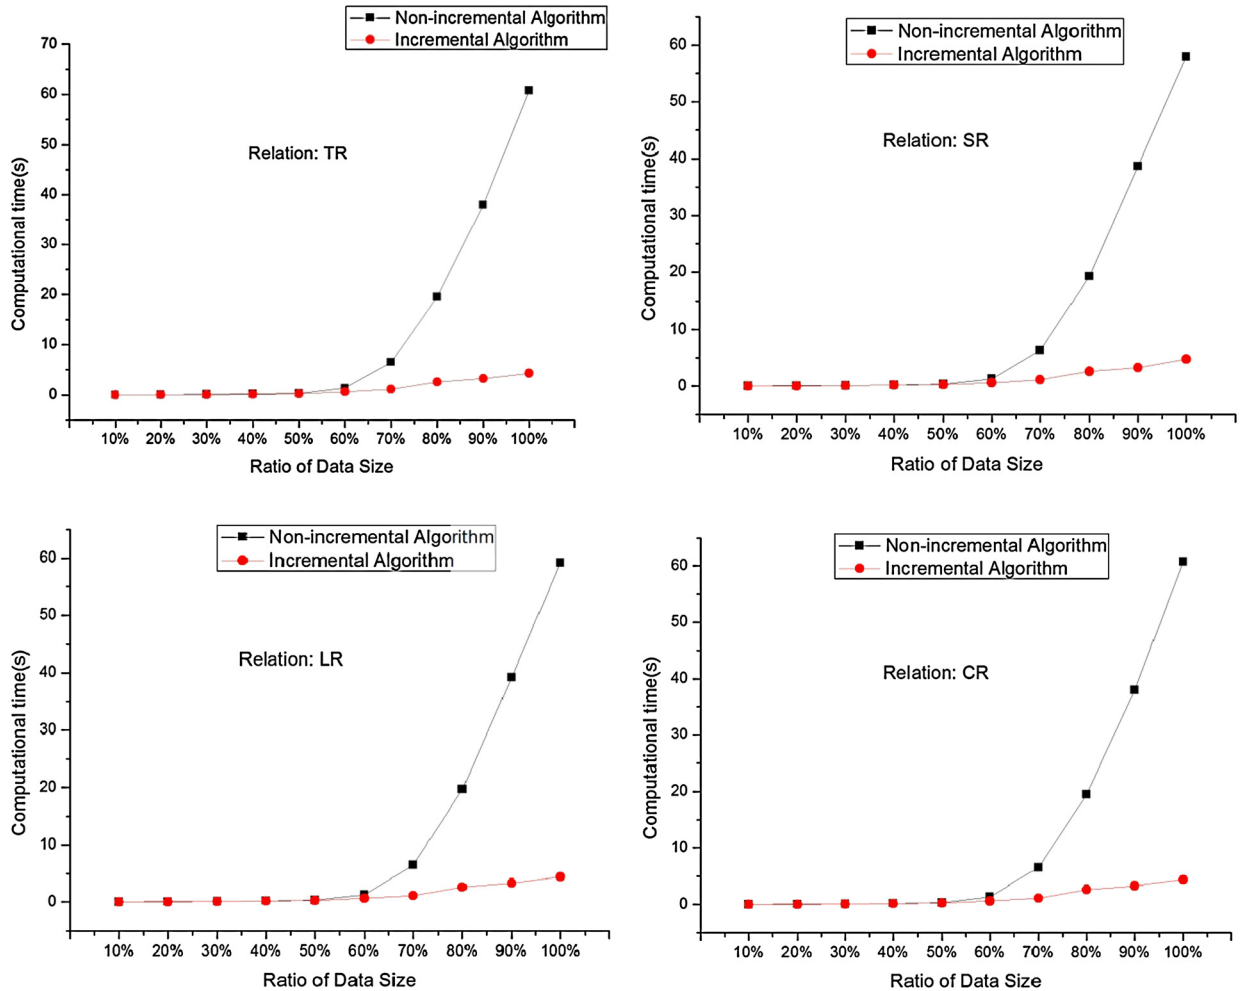 Non-incremental Algorithm
Incremental Algorithm
Relation: TR
Computational time(s)
70
60
50
40
30
20
10
0
10% 20% 30% 40% 50% 60% 70% 80% 90% 100%
Ratio of Data Size
Non-incremental Algorithm
Incremental Algorithm
Relation: SR
Computational time(s)
60
50
40
30
20
10
0
10% 20% 30% 40% 50% 60% 70% 80% 90% 100%
Ratio of Data Size
Non-incremental Algorithm
Incremental Algorithm
Relation: LR
Computational time(s)
60
50
40
30
20
10
0
10% 20% 30% 40% 50% 60% 70% 80% 90% 100%
Ratio of Data Size
Non-incremental Algorithm
Incremental Algorithm
Relation: CR
Computational time(s)
60
50
40
30
20
10
0
10% 20% 30% 40% 50% 60% 70% 80% 90% 100%
Ratio of Data Size